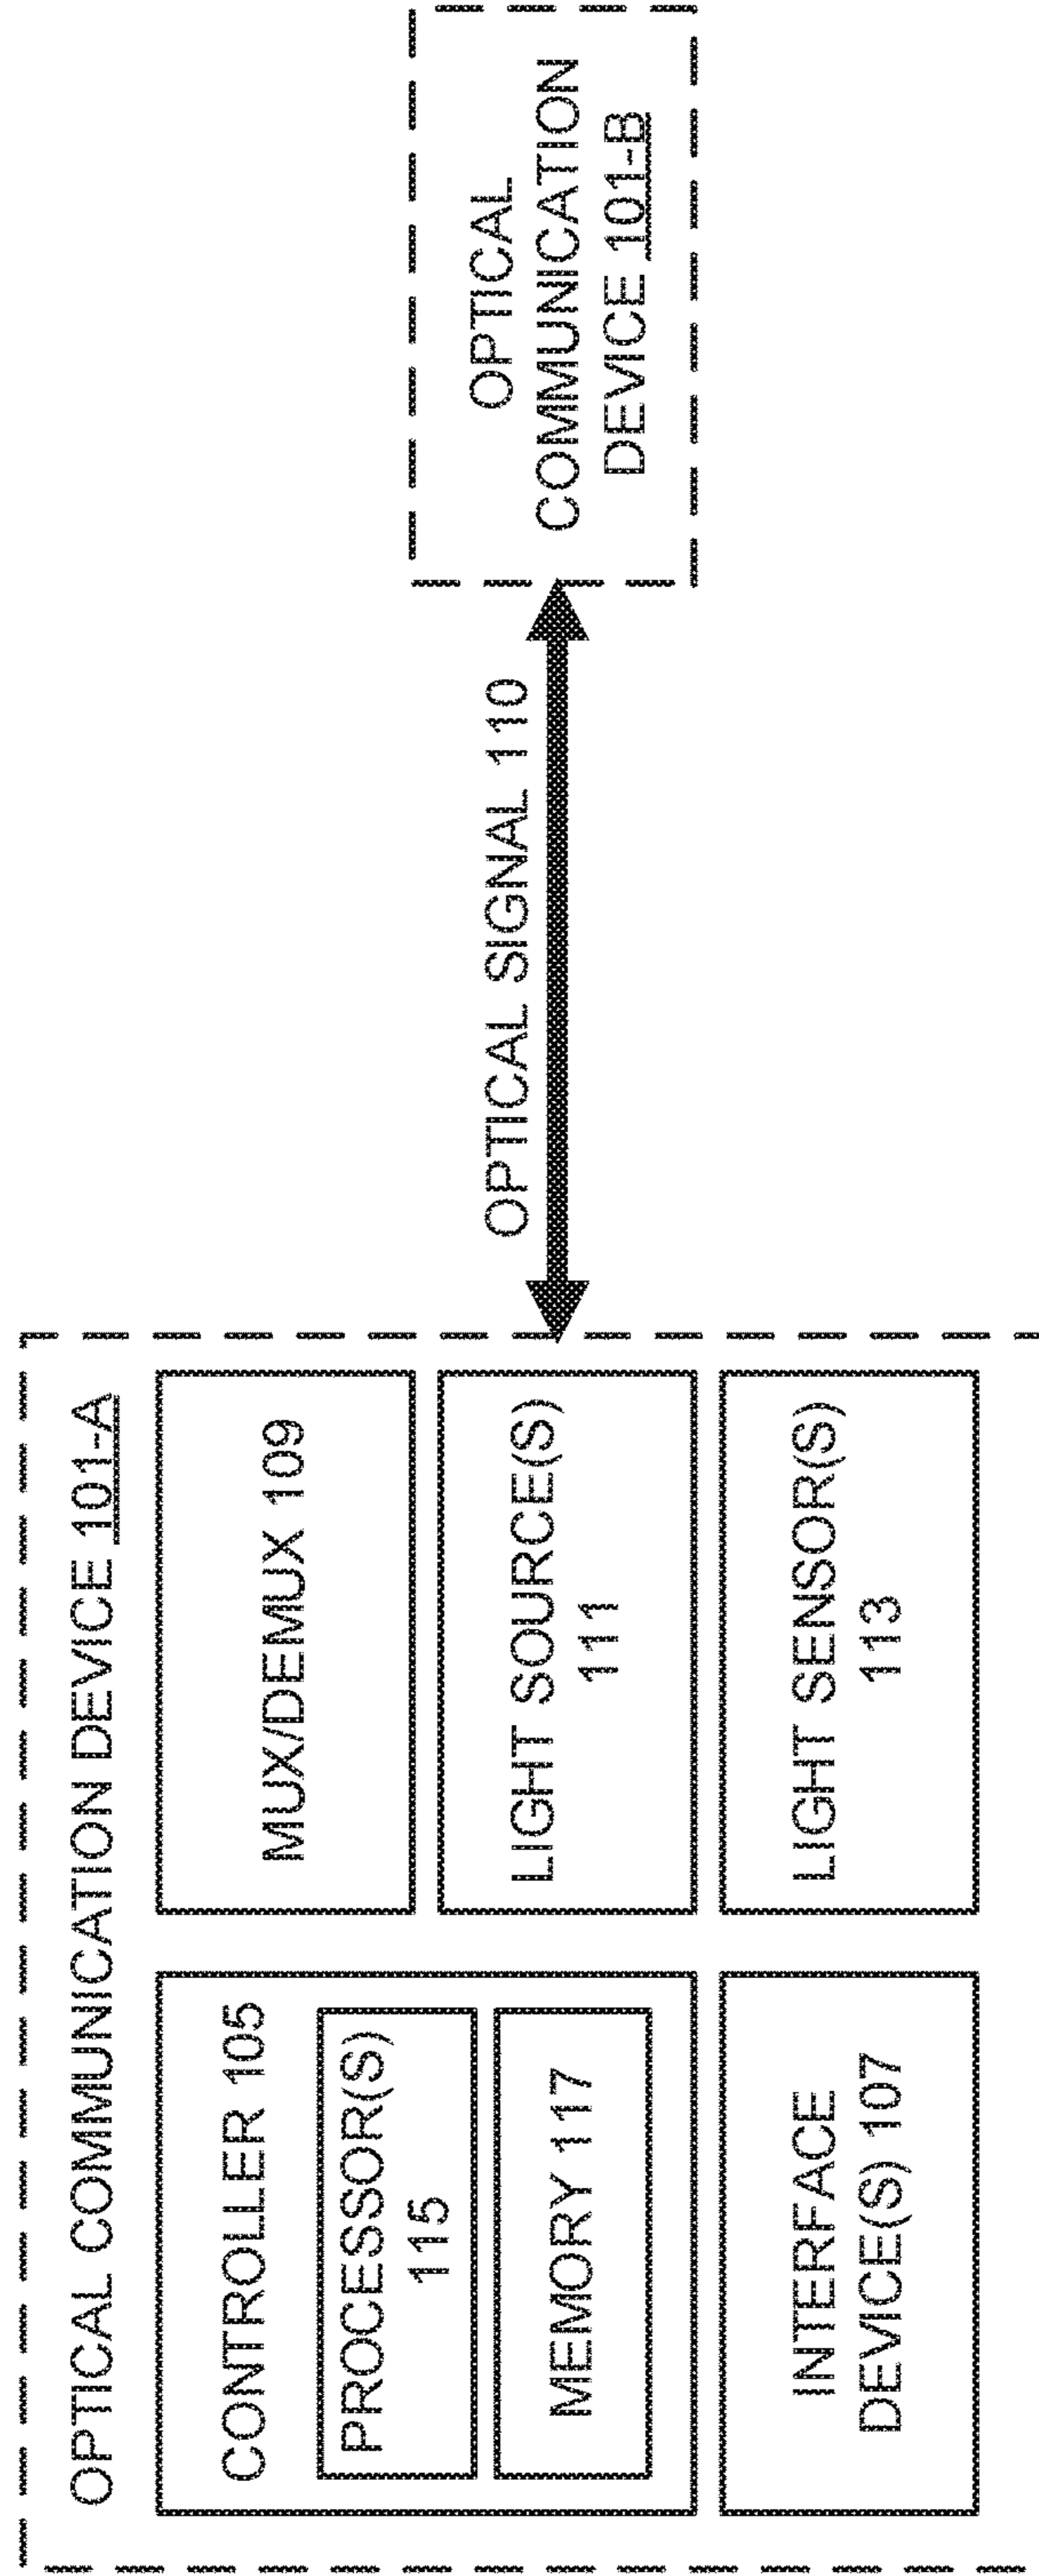 OPTICAL COMMUNICATION DEVICE 101-A
CONTROLLER 105
PROCESSOR(S)
115
MEMORY 117
INTERFACE
DEVICE(S) 107
MUX/DEMUX 109
LIGHT SOURCE(S)
111
LIGHT SENSOR(S)
113
OPTICAL SIGNAL 110
OPTICAL
COMMUNICATION
DEVICE 101-B